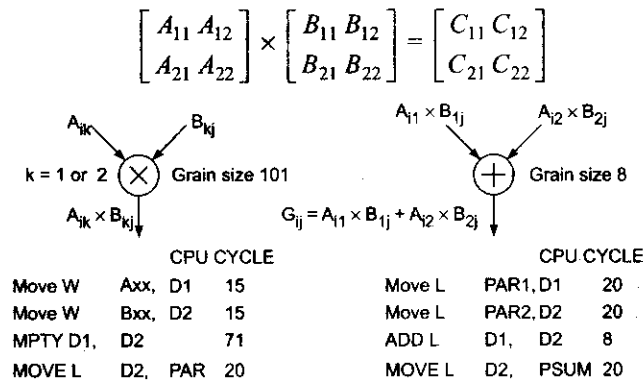 [ A11 A12 ] × [ B11 B12 ] = [ C11 C12 ]
[ A21 A22 ] [ B21 B22 ] [ C21 C22 ]
Aik Bkj
Ai1 × B1j Ai2 × B2j
k = 1 or 2 × Grain size 101
+ Grain size 8
Aik × Bkj
Gij = Ai1 × B1j + Ai2 × B2j
CPU CYCLE
Move W Axx, D1 15
Move W Bxx, D2 15
MPTY D1, D2 71
MOVE L D2, PAR 20
CPU CYCLE
Move L PAR1, D1 20
Move L PAR2, D2 20
ADD L D1, D2 8
MOVE L D2, PSUM 20